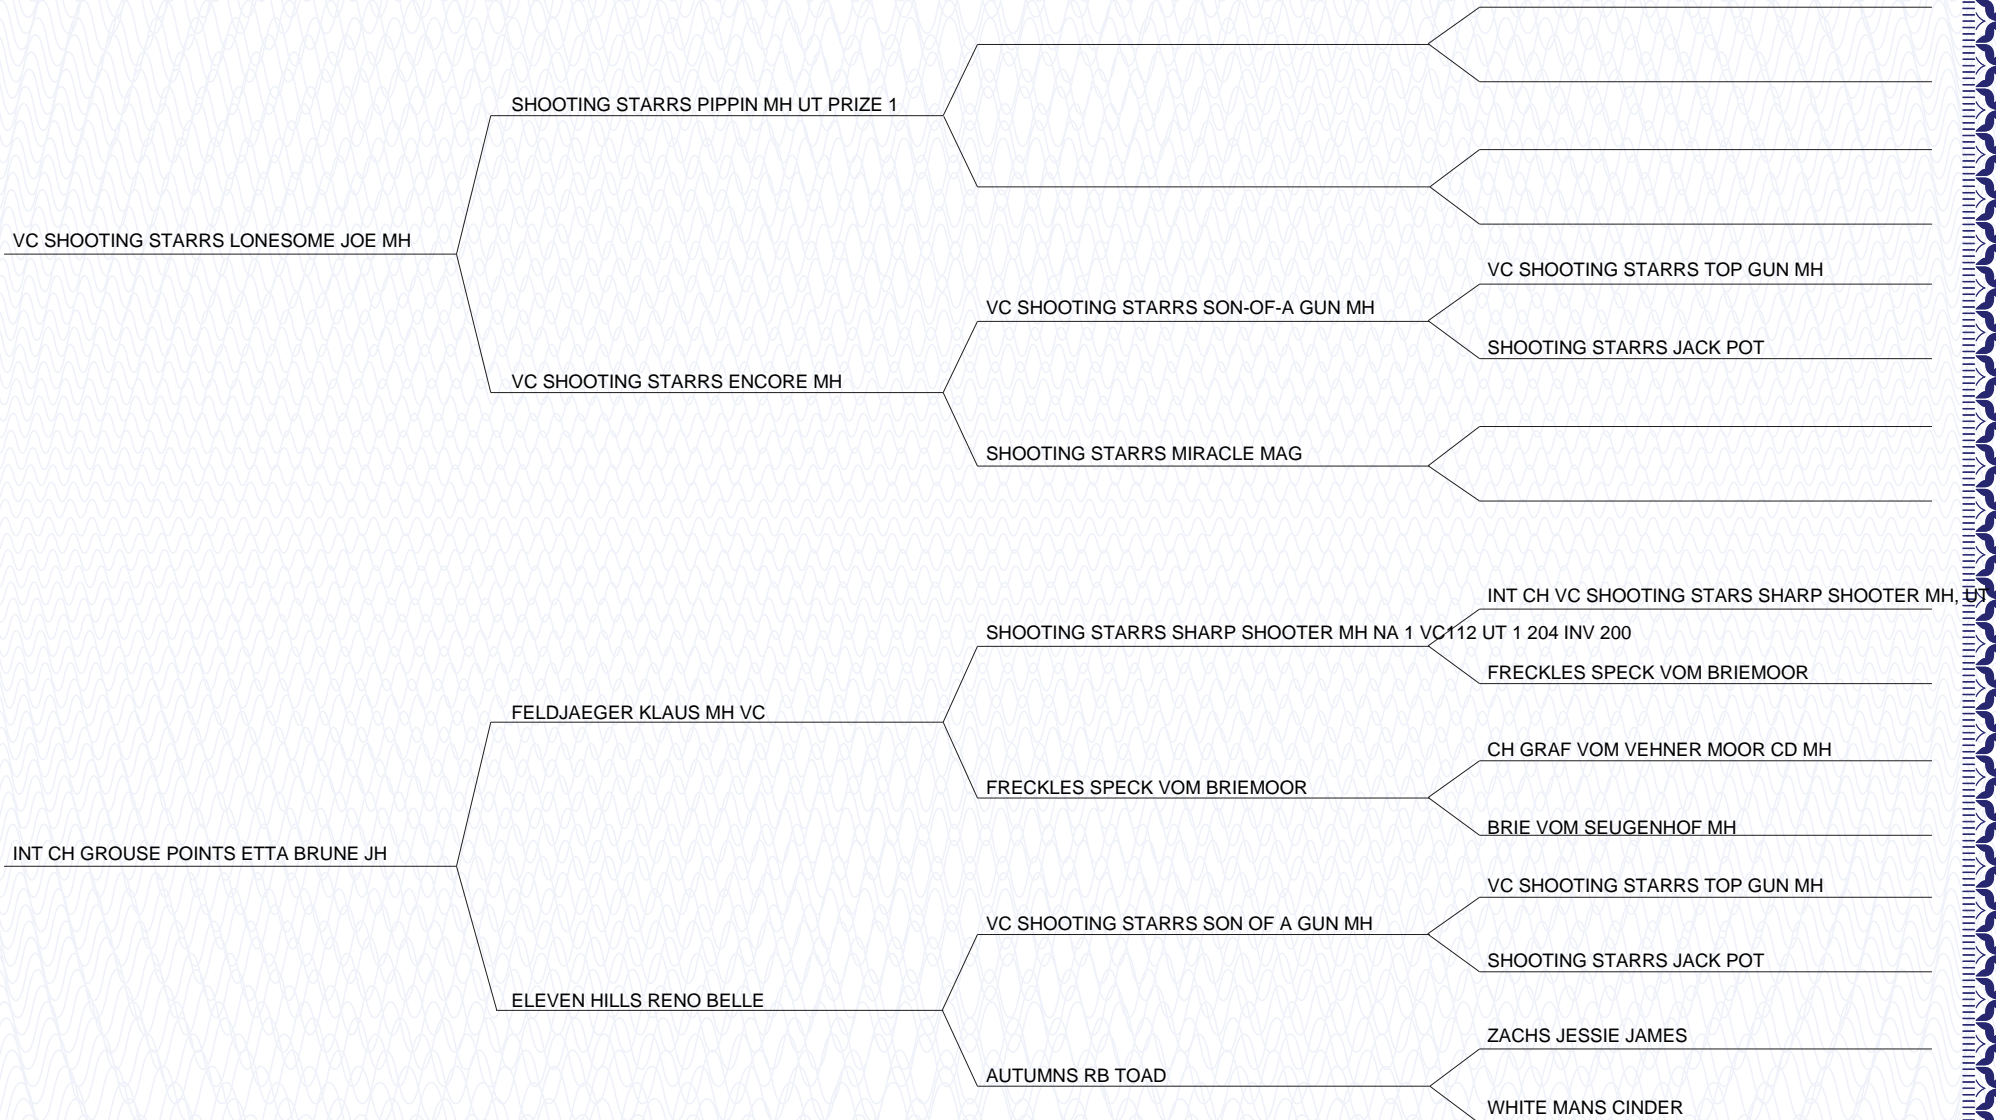 SHOOTING STARRS PIPPIN MH UT PRIZE 1
VC SHOOTING STARRS LONESOME JOE MH
VC SHOOTING STARRS TOP GUN MH
VC SHOOTING STARRS SON-OF-A GUN MH
SHOOTING STARRS JACK POT
VC SHOOTING STARRS ENCORE MH
SHOOTING STARRS MIRACLE MAG
INT CH VC SHOOTING STARS SHARP SHOOTER MH, UT
SHOOTING STARRS SHARP SHOOTER MH NA 1 VC112 UT 1 204 INV 200
FRECKLES SPECK VOM BRIEMOOR
FELDJAEGER KLAUS MH VC
CH GRAF VOM VEHNER MOOR CD MH
FRECKLES SPECK VOM BRIEMOOR
BRIE VOM SEUGENHOF MH
INT CH GROUSE POINTS ETTA BRUNE JH
VC SHOOTING STARRS TOP GUN MH
VC SHOOTING STARRS SON OF A GUN MH
SHOOTING STARRS JACK POT
ELEVEN HILLS RENO BELLE
ZACHS JESSIE JAMES
AUTUMNS RB TOAD
WHITE MANS CINDER